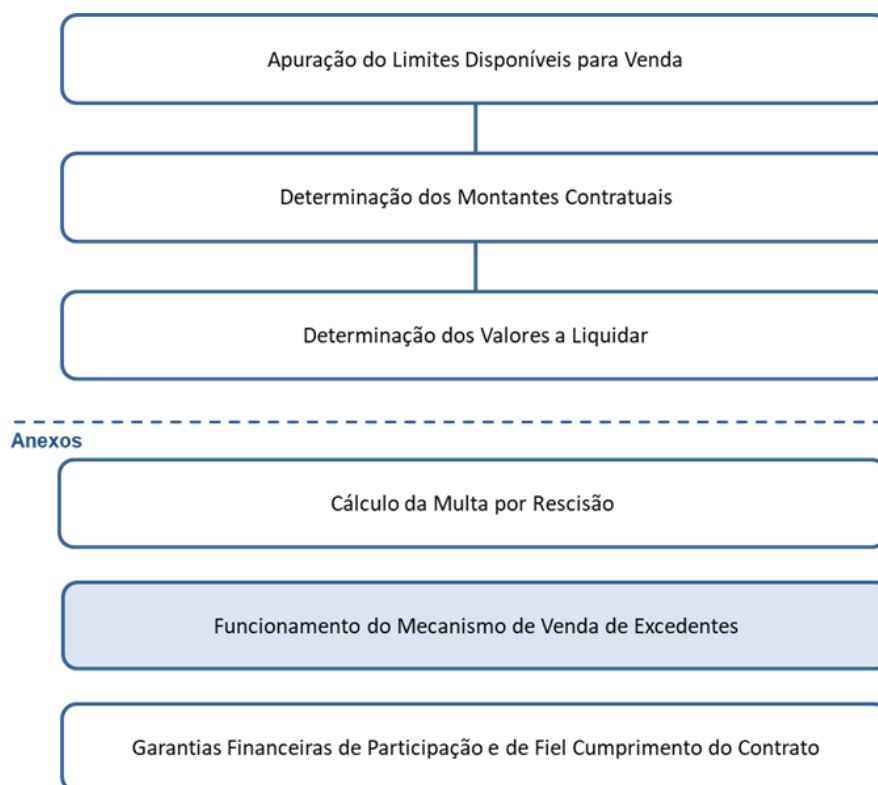 Apuração do Limites Disponíveis para Venda
Determinação dos Montantes Contratuais
Determinação dos Valores a Liquidar
Anexos
Cálculo da Multa por Rescisão
Funcionamento do Mecanismo de Venda de Excedentes
Garantias Financeiras de Participação e de Fiel Cumprimento do Contrato